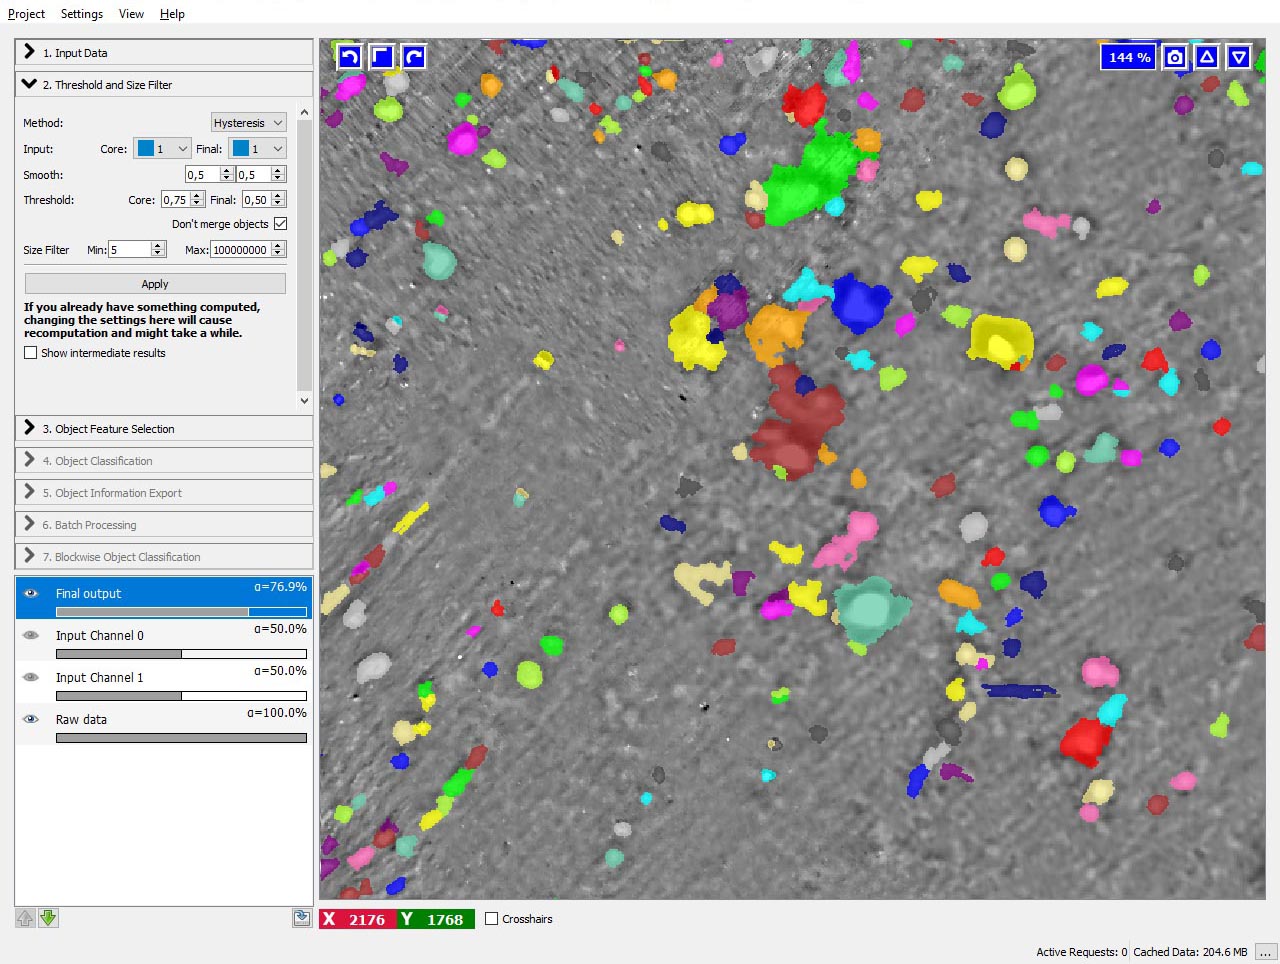 Project Settings View Help
1. Input Data
2. Threshold and Size Filter
Method: Hysteresis
Input: Core: 1 Final: 1
Smooth: 0,5 0,5
Threshold: Core: 0,75 Final: 0,50
Don't merge objects
Size Filter Min: 5 Max: 100000000
Apply
If you already have something computed,
changing the settings here will cause
recomputation and might take a while.
Show intermediate results
3. Object Feature Selection
4. Object Classification
5. Object Information Export
6. Batch Processing
7. Blockwise Object Classification
Final output α=76.9%
Input Channel 0 α=50.0%
Input Channel 1 α=50.0%
Raw data α=100.0%
144 %
X 2176 Y 1768 Crosshairs
Active Requests: 0 Cached Data: 204.6 MB ...